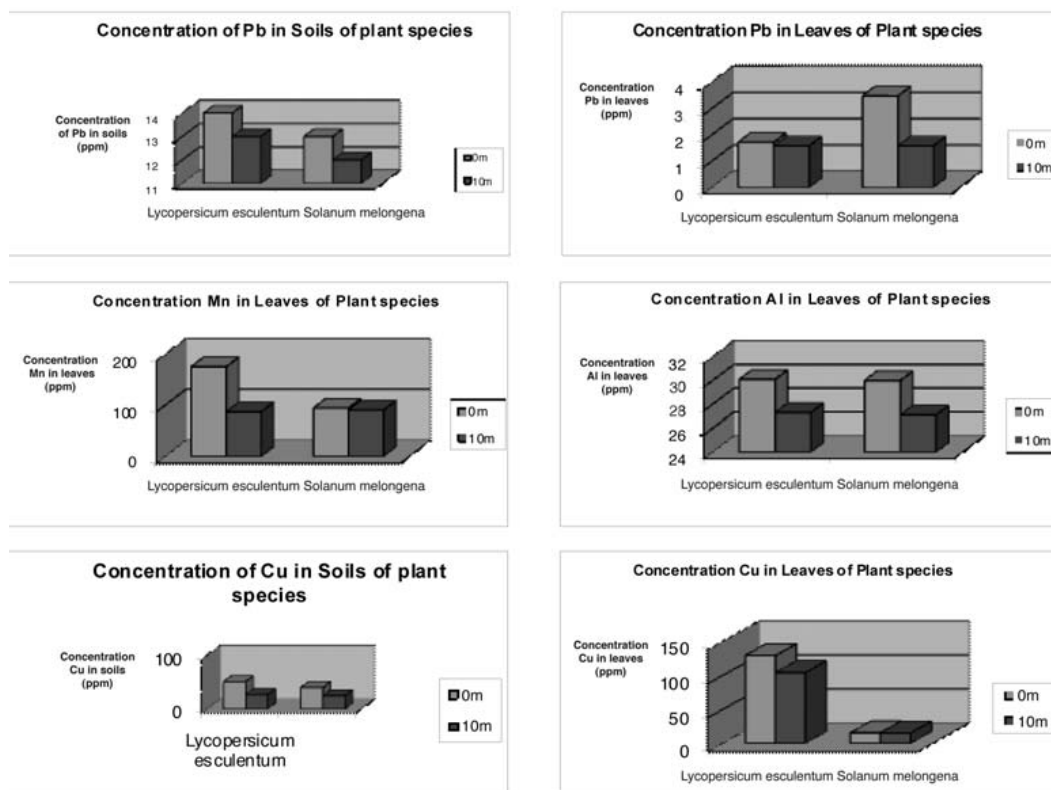 Concentration of Pb in Soils of plant species
Concentration
of Pb in soils
(ppm)
14
13
12
11
0m
10m
Lycopersicum esculentum Solanum melongena
Concentration Pb in Leaves of Plant species
Concentration
Pb in leaves
(ppm)
4
3
2
1
0
0m
10m
Lycopersicum esculentum Solanum melongena
Concentration Mn in Leaves of Plant species
Concentration
Mn in leaves
(ppm)
200
100
0
0m
10m
Lycopersicum esculentum Solanum melongena
Concentration Al in Leaves of Plant species
Concentration
Al in leaves
(ppm)
32
30
28
26
24
0m
10m
Lycopersicum esculentum Solanum melongena
Concentration of Cu in Soils of plant
species
Concentration
Cu in soils
(ppm)
100
0
0m
10m
Lycopersicum
esculentum
Concentration Cu in Leaves of Plant species
Concentration
Cu in leaves
(ppm)
150
100
50
0
0m
10m
Lycopersicum esculentum Solanum melongena